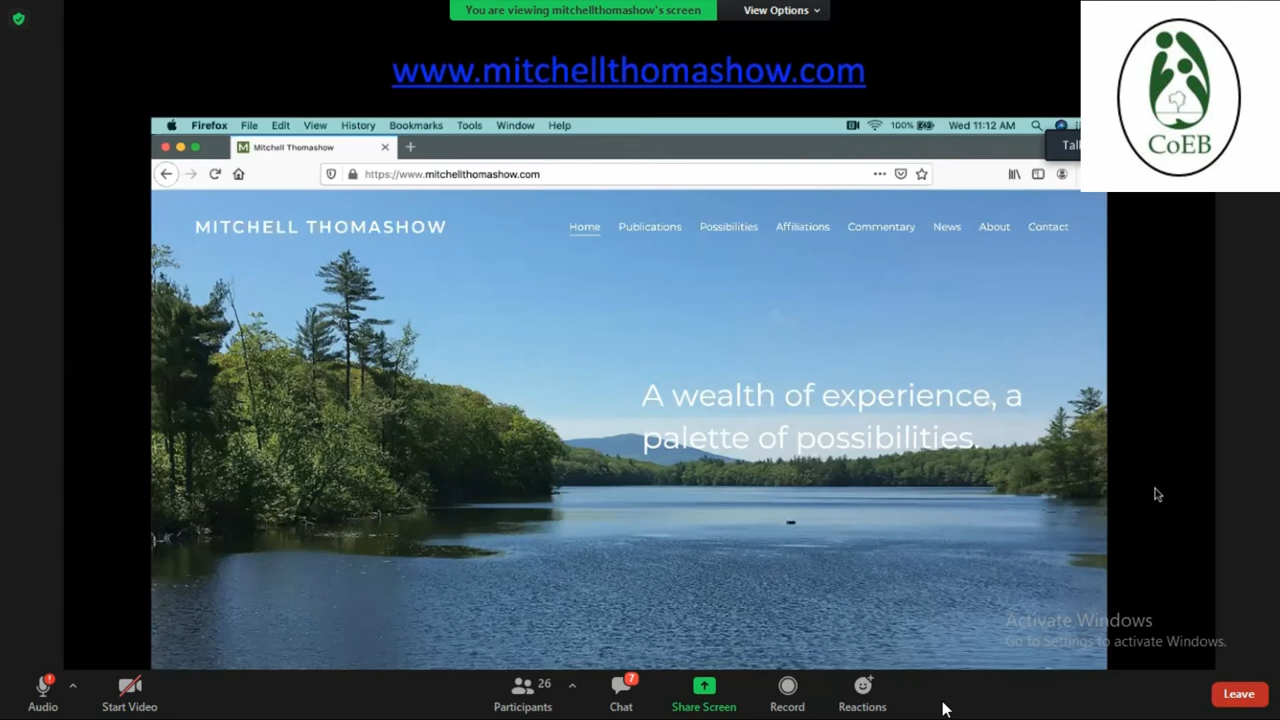 You are viewing mitchellthomashow's screen
View Options
www.mitchellthomashow.com
CoEB
Firefox File Edit View History Bookmarks Tools Window Help
100%
Wed 11:12 AM
Mitchell Thomashow
https://www.mitchellthomashow.com
MITCHELL THOMASHOW
Home Publications Possibilities Affiliations Commentary News About Contact
A wealth of experience, a
palette of possibilities.
Activate Windows
Go to Settings to activate Windows.
Audio
Start Video
26
Participants
7
Chat
Share Screen
Record
Reactions
Leave